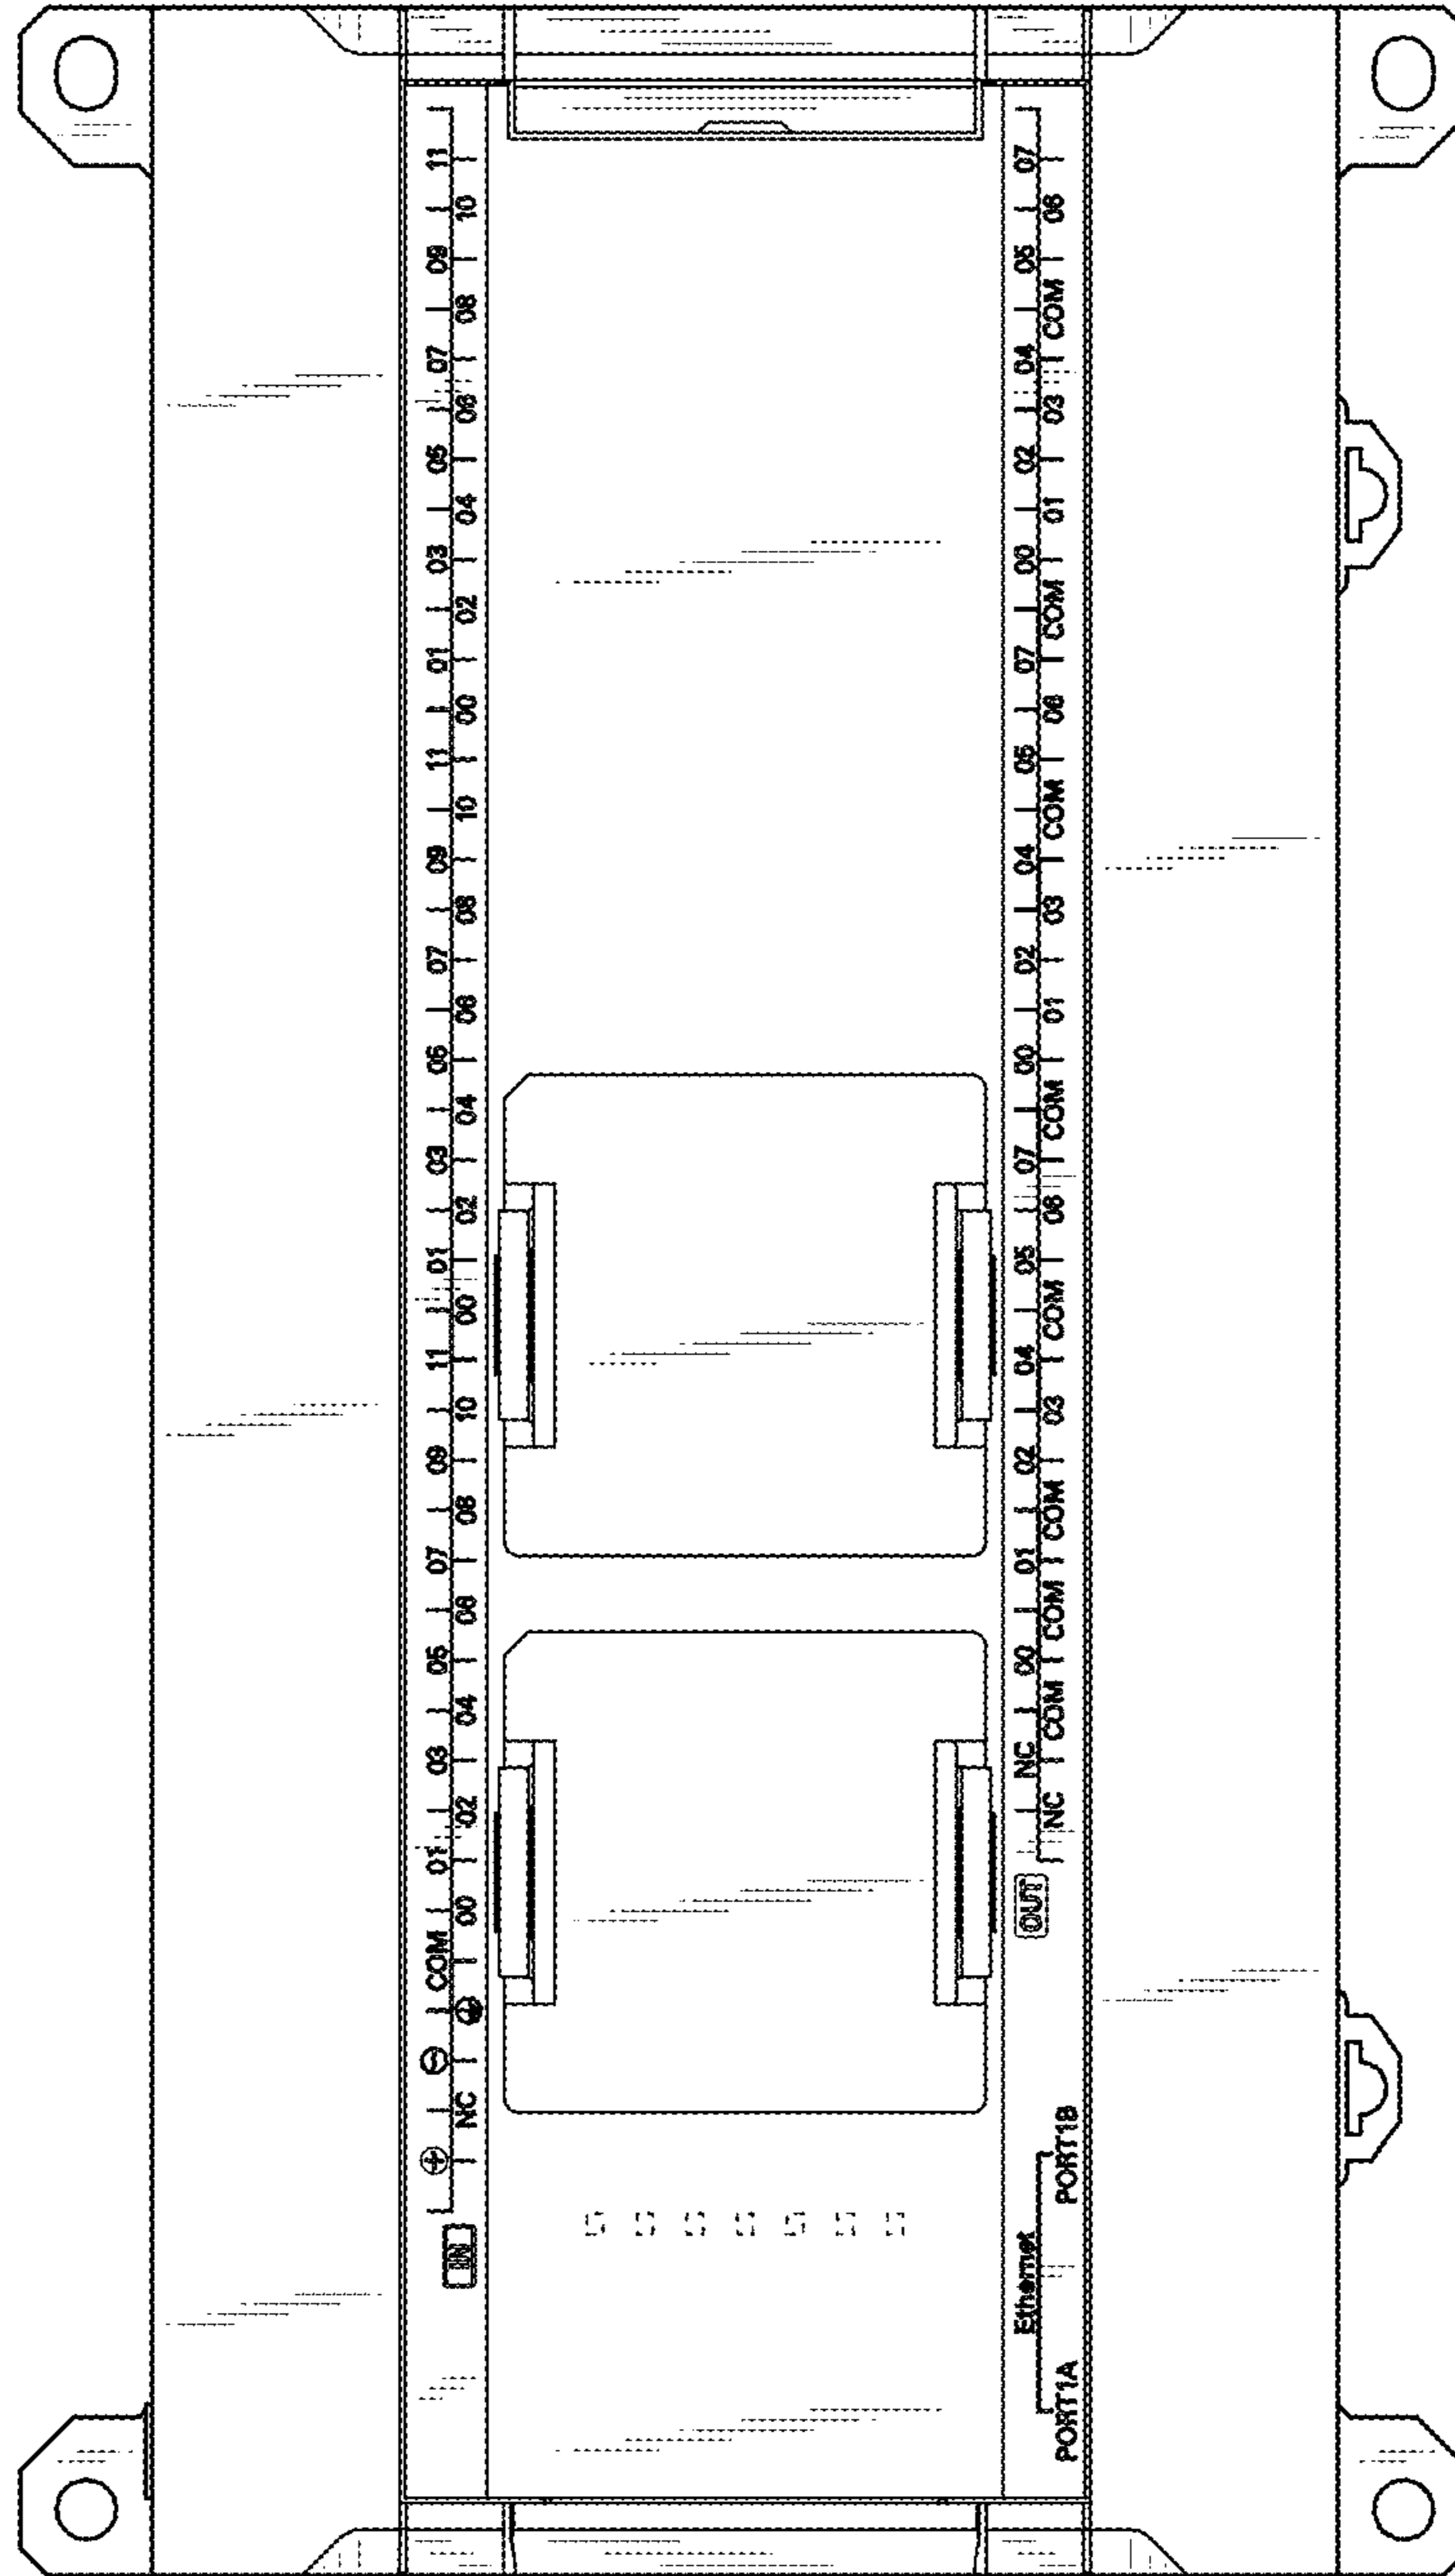 ⊕ ⊖ COM 01 03 05 07 09 11 01 03 05 07 09 11 01 03 05 07 09 11
IN NC ⏚ 00 02 04 06 08 10 00 02 04 06 08 10 00 02 04 06 08 10
Ethernet OUT NC 00 01 02 04 05 07 00 02 04 05 07 00 02 04 05 07
PORT1A PORT1B NC COM COM COM 03 COM 06 COM 01 03 COM 06 COM 01 03 COM 06